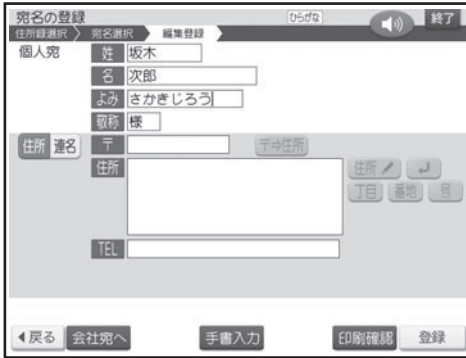 宛名の登録 ひらがな 終了
住所録選択 宛名選択 編集登録
個人宛 姓 坂木
名 次郎
よみ さかきじろう
敬称 様
住所 連名 〒 〒⇒住所
住所 住所
丁目 番地 号
TEL
戻る 会社宛へ 手書入力 印刷確認 登録